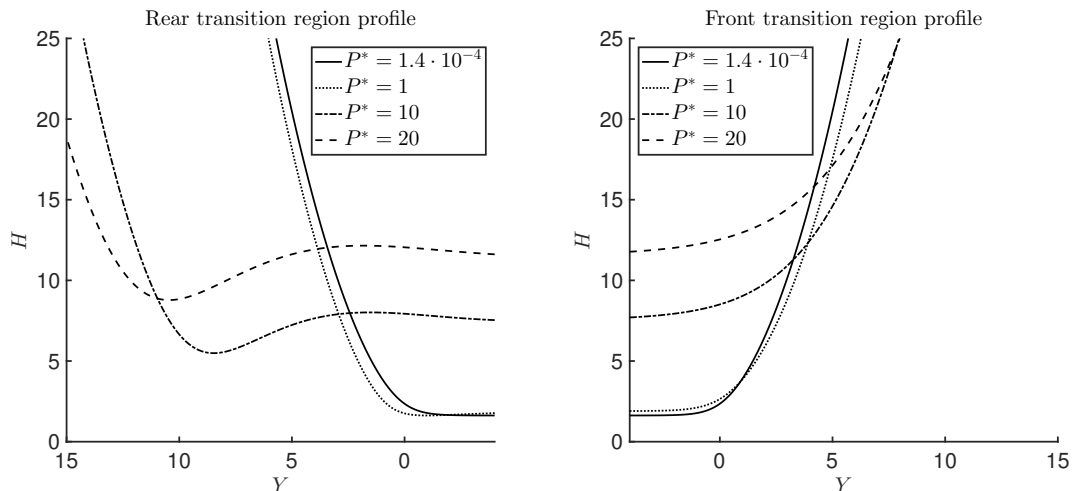 Rear transition region profile
25
20
15
10
5
0
H
P* = 1.4 · 10⁻⁴
P* = 1
P* = 10
P* = 20
15 10 5 0
Y
Front transition region profile
25
20
15
10
5
0
H
P* = 1.4 · 10⁻⁴
P* = 1
P* = 10
P* = 20
0 5 10 15
Y